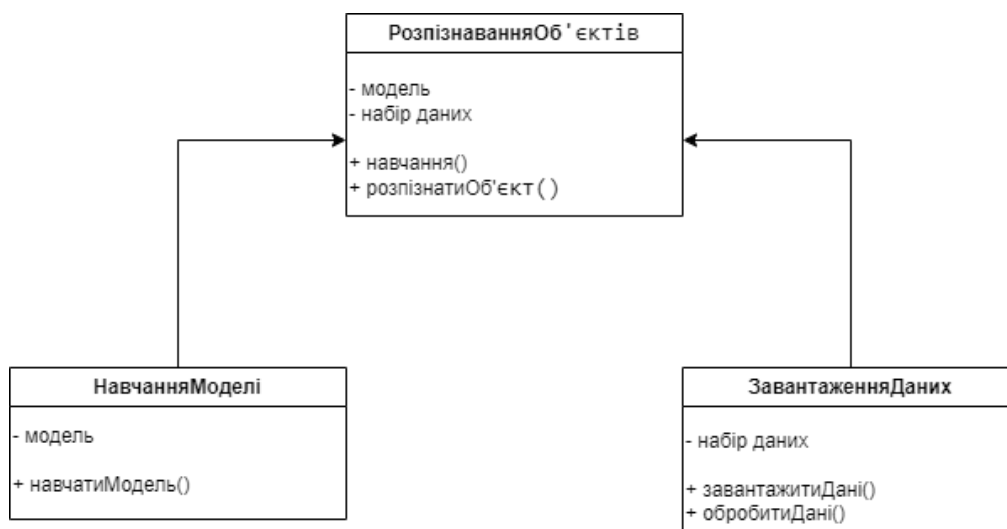 РозпізнаванняОб'єктів
- модель
- набір даних
+ навчання()
+ розпізнатиОб'єкт()
НавчанняМоделі
- модель
+ навчатиМодель()
ЗавантаженняДаних
- набір даних
+ завантажитиДані()
+ обробитиДані()